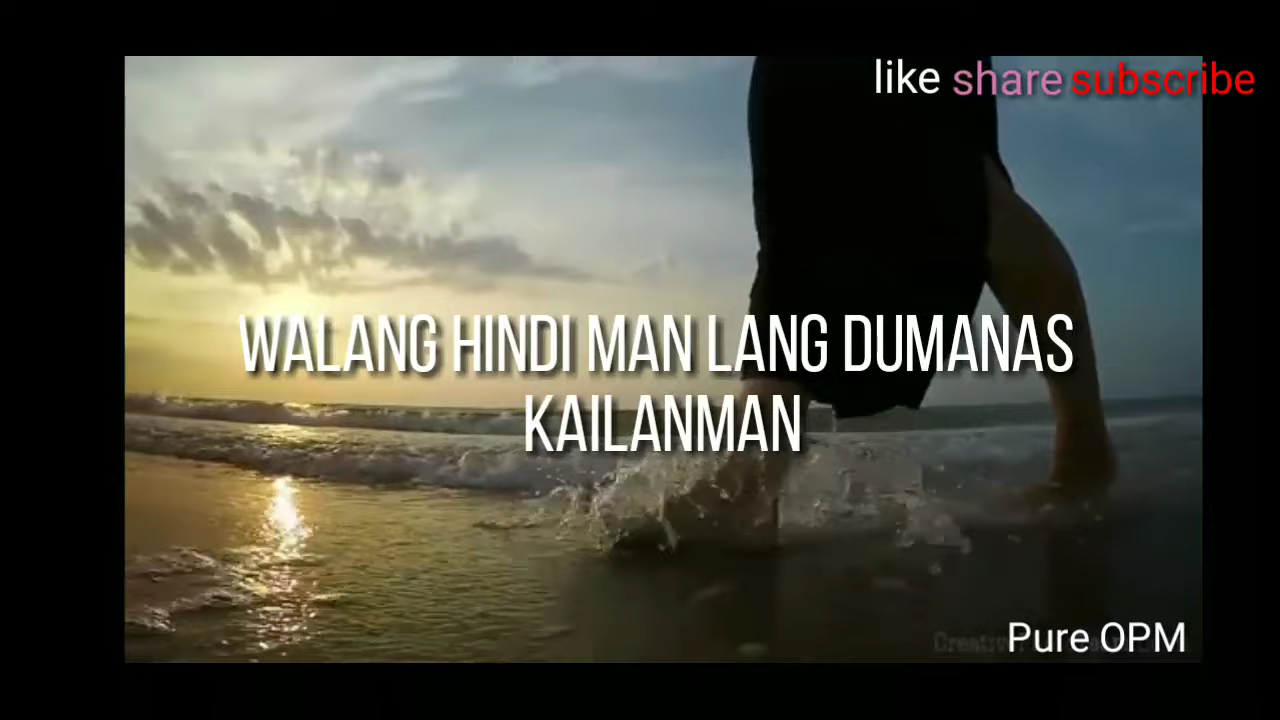 like share subscribe
WALANG HINDI MAN LANG DUMANAS
KAILANMAN
Pure OPM